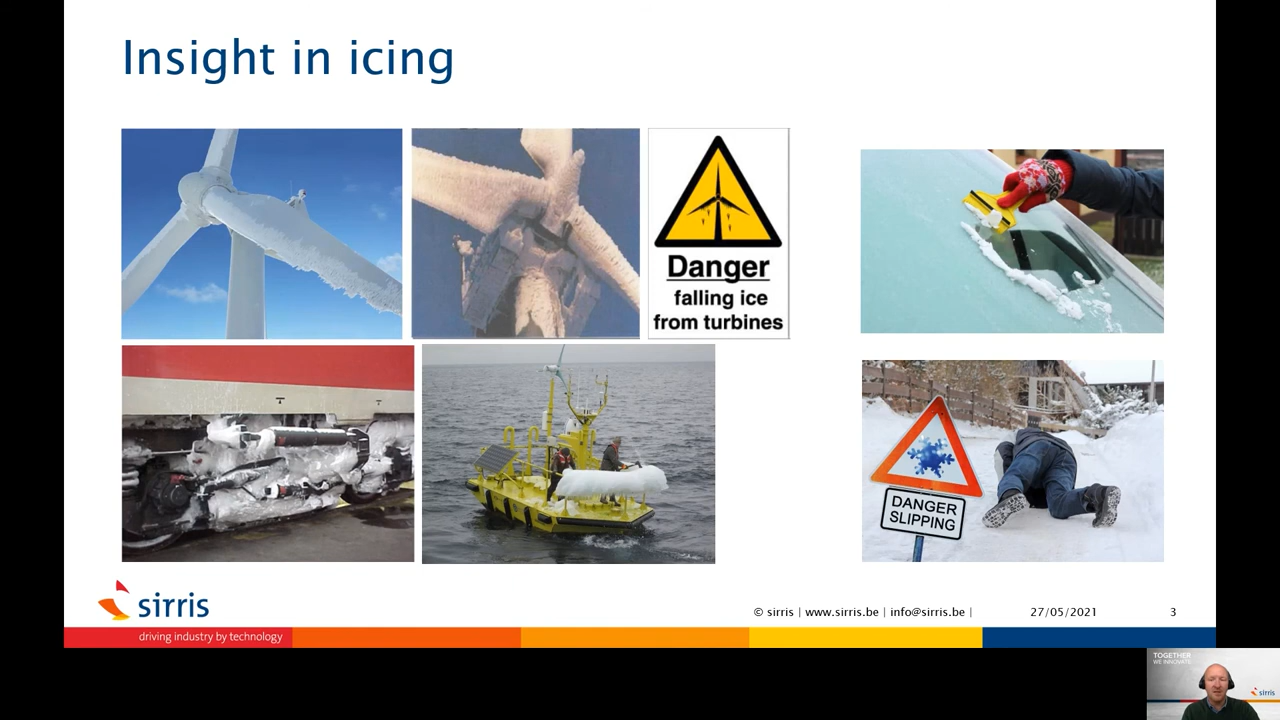 Insight in icing
Danger
falling ice
from turbines
DANGER
SLIPPING
sirris
driving industry by technology
© sirris | www.sirris.be | info@sirris.be |
27/05/2021
3
TOGETHER
WE INNOVATE
sirris